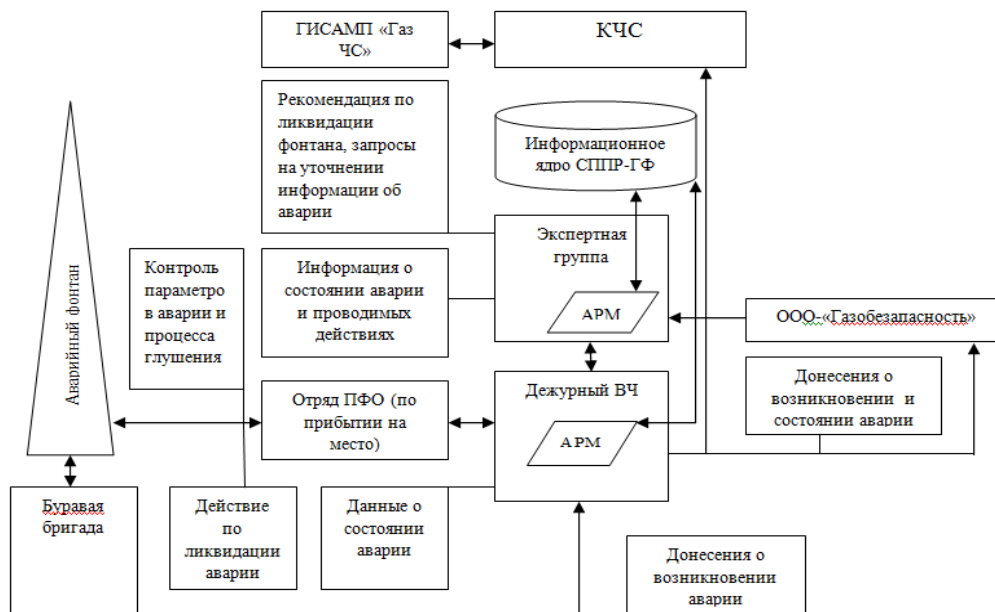 ГИСАМП «Газ
ЧС»
КЧС
Рекомендация по
ликвидации
фонтана, запросы
на уточнении
информации об
аварии
Информационное
ядро СППР-ГФ
Экспертная
группа
АРМ
Контроль
параметро
в аварии и
процесса
глушения
Информация о
состоянии аварии
и проводимых
действиях
ООО-«Газобезапасность»
Аварийный фонтан
Отряд ПФО (по
прибытии на
место)
Дежурный ВЧ
АРМ
Донесения о
возникновении и
состоянии аварии
Буравая
бригада
Действие
по
ликвидации
аварии
Данные о
состоянии
аварии
Донесения о
возникновении
аварии